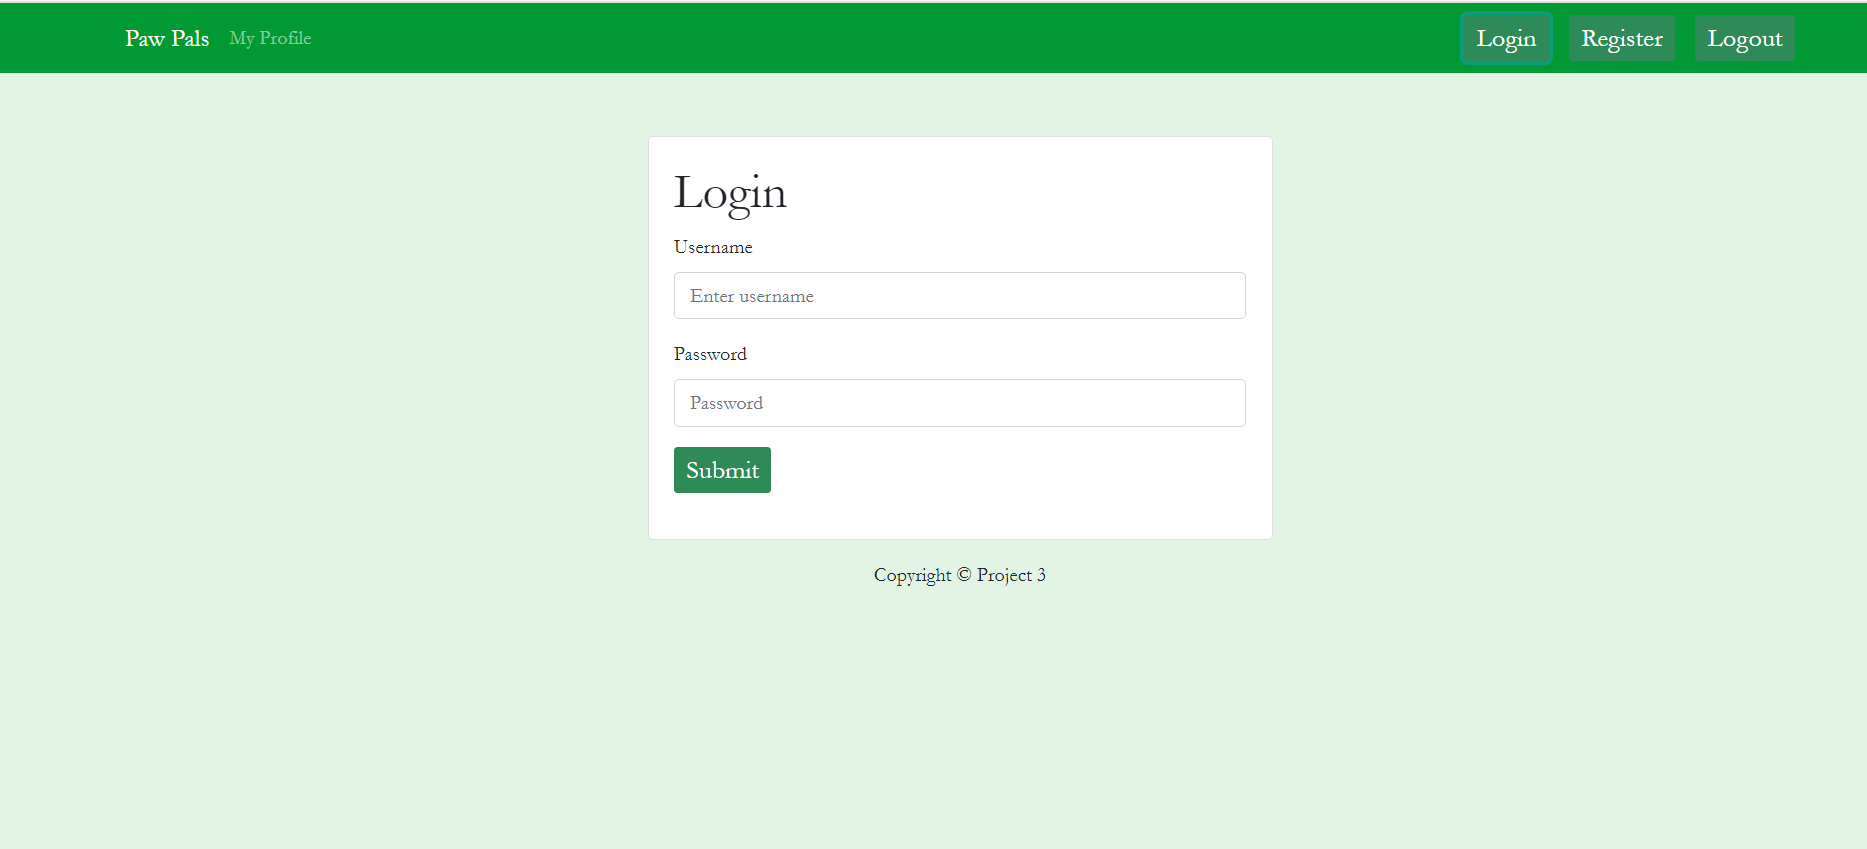 Paw Pals My Profile Login Register Logout
Login
Username
Enter username
Password
Password
Submit
Copyright © Project 3